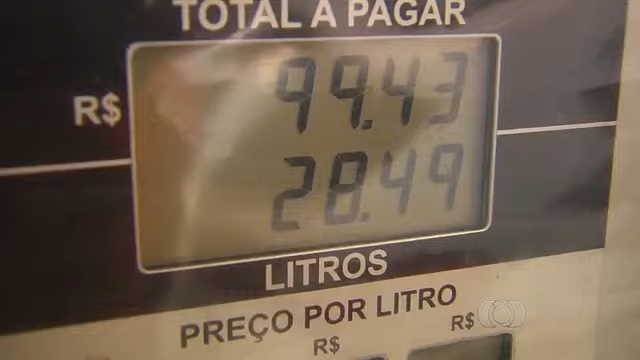 TOTAL A PAGAR
R$ 99.43
28.49
LITROS
PREÇO POR LITRO
R$ R$